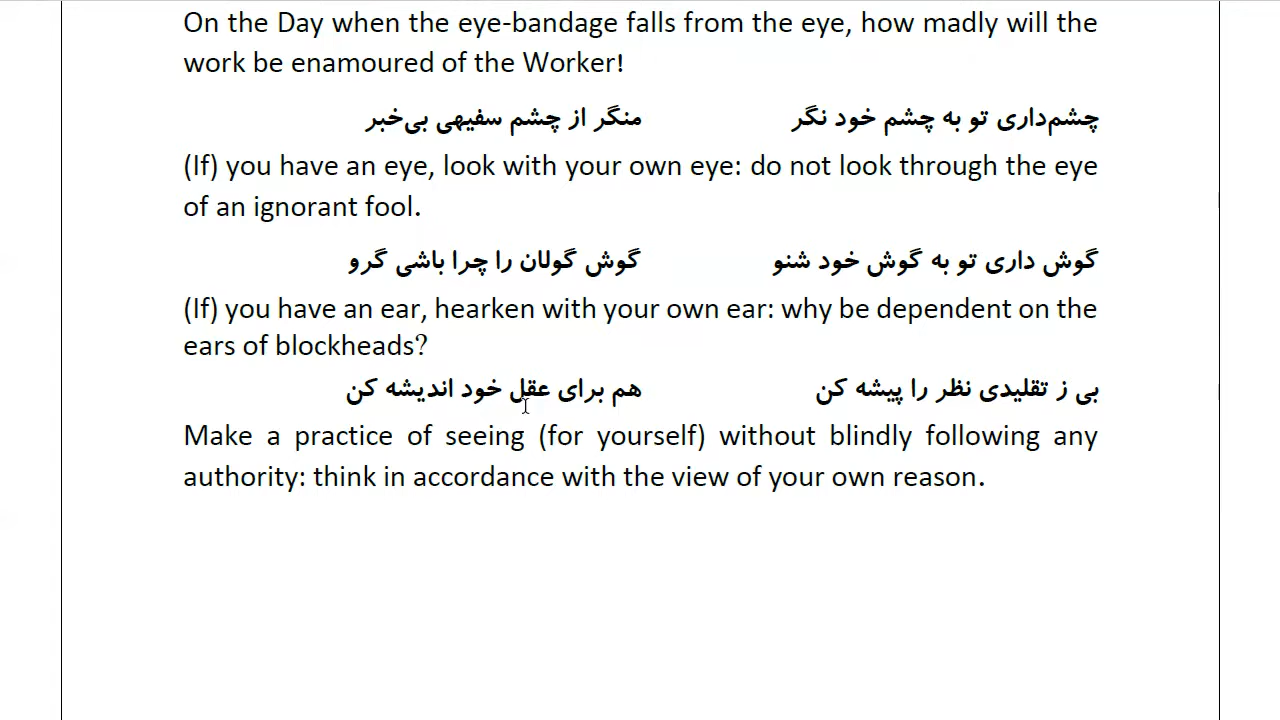 On the Day when the eye-bandage falls from the eye, how madly will the
work be enamoured of the Worker!
چشم‌داری تو به چشم خود نگر منگر از چشم سفیهی بی‌خبر
(If) you have an eye, look with your own eye: do not look through the eye
of an ignorant fool.
گوش داری تو به گوش خود شنو گوش گولان را چرا باشی گرو
(If) you have an ear, hearken with your own ear: why be dependent on the
ears of blockheads?
بی ز تقلیدی نظر را پیشه کن هم برای عقل خود اندیشه کن
Make a practice of seeing (for yourself) without blindly following any
authority: think in accordance with the view of your own reason.